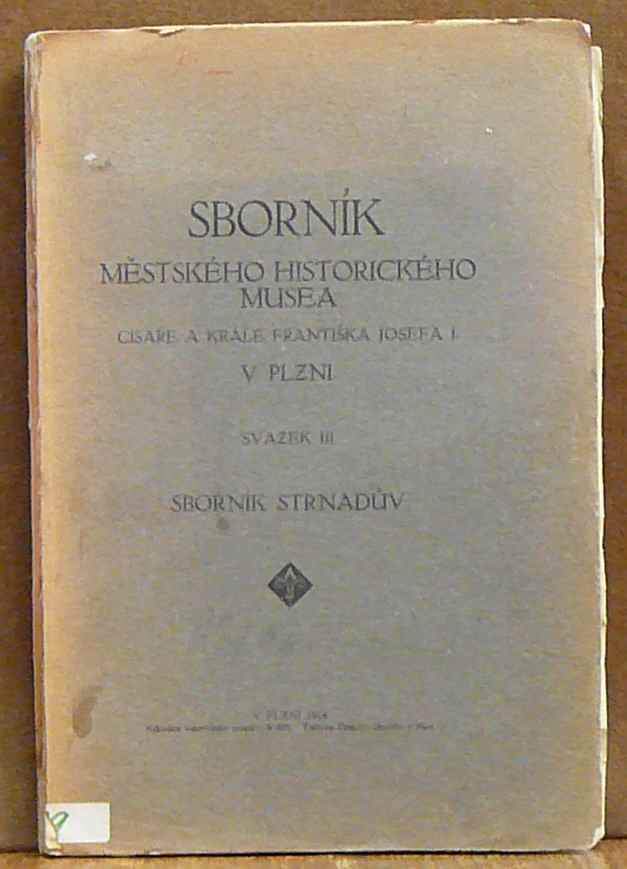 SBORNÍK
MĚSTSKÉHO HISTORICKÉHO
MUSEA
CÍSAŘE A KRÁLE FRANTIŠKA JOSEFA I.
V PLZNI
SVAZEK III
SBORNÍK STRNADŮV
V PLZNI